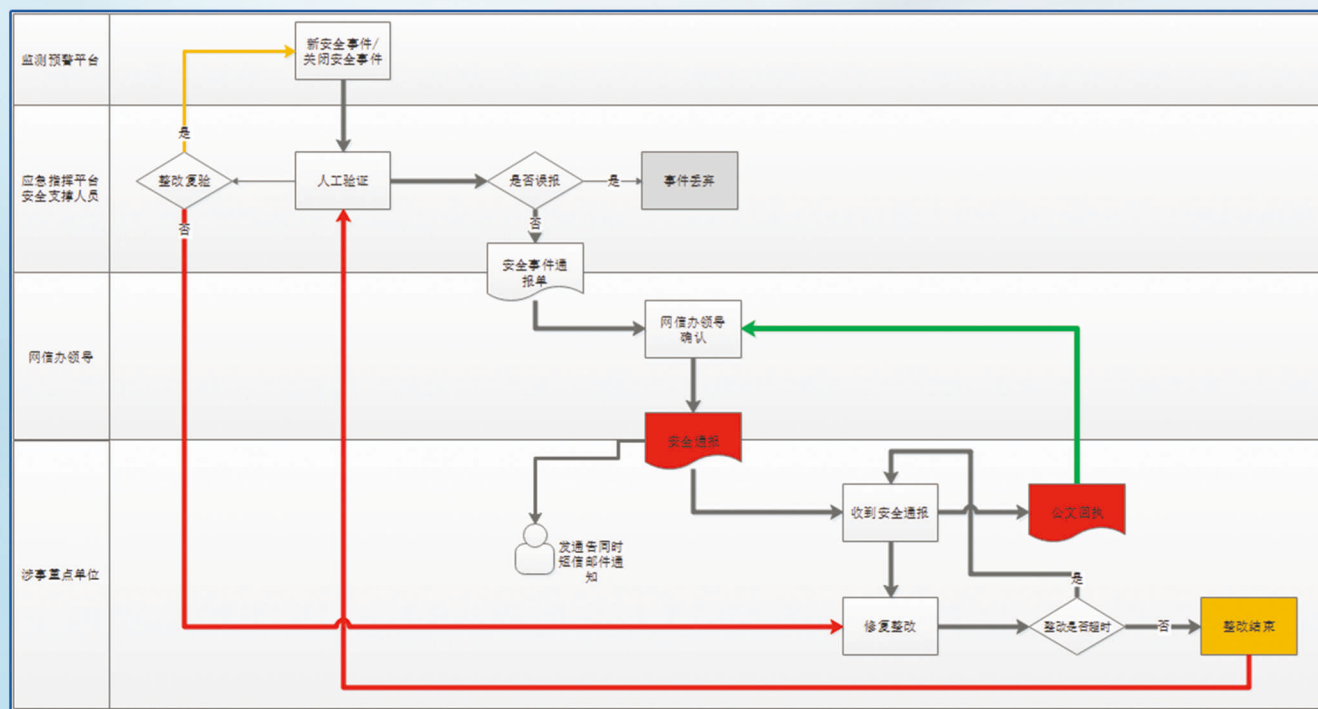 监测预警平台
新安全事件/
关闭安全事件
是
应急指挥平台
安全支撑人员
整改复验
人工验证
是否误报
是
事件丢弃
否
否
安全事件通
报单
网信办领导
网信办领导
确认
安全通报
收到安全通报
公文回执
发通告同时
短信邮件通
知
涉事重点单位
是
修复整改
整改是否超时
否
整改结束